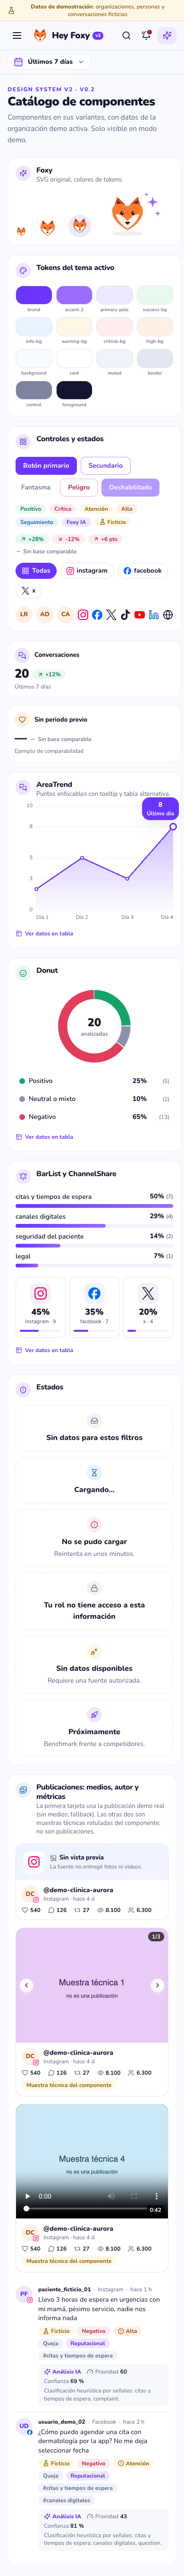 Datos de demostración: organizaciones, personas y
conversaciones ficticias
Hey Foxy v2
Últimos 7 días
DESIGN SYSTEM V2 · V0.2
Catálogo de componentes
Componentes en sus variantes, con datos de la
organización demo activa. Solo visible en modo
demo.
Foxy
SVG original, colores de tokens.
Tokens del tema activo
brand
accent-2
primary-pale
success-bg
info-bg
warning-bg
critical-bg
high-bg
background
card
muted
border
control
foreground
Controles y estados
Botón primario
Secundario
Fantasma
Peligro
Deshabilitado
Positivo
Crítica
Atención
Alta
Seguimiento
Foxy IA
Ficticio
+28%
-12%
+6 pts
— Sin base comparable
Todas
instagram
facebook
x
LR
AD
CA
Conversaciones
20 +12%
Últimos 7 días
Sin periodo previo
— — Sin base comparable
Ejemplo de comparabilidad
AreaTrend
Puntos enfocables con tooltip y tabla alternativa.
8
Último día
10
8
5
3
0
Día 1
Día 2
Día 3
Día 4
Ver datos en tabla
Donut
20
analizadas
Positivo 25% (5)
Neutral o mixto 10% (2)
Negativo 65% (13)
Ver datos en tabla
BarList y ChannelShare
citas y tiempos de espera 50% (7)
canales digitales 29% (4)
seguridad del paciente 14% (2)
legal 7% (1)
45%
instagram · 9
35%
facebook · 7
20%
x · 4
Ver datos en tabla
Estados
Sin datos para estos filtros
Cargando...
No se pudo cargar
Reintenta en unos minutos.
Tu rol no tiene acceso a esta
información
Sin datos disponibles
Requiere una fuente autorizada.
Próximamente
Benchmark frente a competidores.
Publicaciones: medios, autor y
métricas
La primera tarjeta usa la publicación demo real
(sin medios: fallback). Las otras dos son
muestras técnicas rotuladas del componente;
no son publicaciones.
Sin vista previa
La fuente no entregó fotos ni videos.
DC
@demo-clinica-aurora
Instagram · hace 4 d
540 126 27 8.100 6.300
1/3
Muestra técnica 1
no es una publicación
DC
@demo-clinica-aurora
Instagram · hace 4 d
540 126 27 8.100 6.300
Muestra técnica del componente
Muestra técnica 4
no es una publicación
0:00
0:42
DC
@demo-clinica-aurora
Instagram · hace 4 d
540 126 27 8.100 6.300
Muestra técnica del componente
PF
paciente_ficticio_01 · Instagram · hace 1 h
Llevo 3 horas de espera en urgencias con
mi mamá, pésimo servicio, nadie nos
informa nada
Ficticio
Negativo
Alta
Queja
Reputacional
#citas y tiempos de espera
Análisis IA Prioridad 60
Confianza 69 %
Clasificación heurística por señales: citas y
tiempos de espera, complaint.
UD
usuario_demo_02 · Facebook · hace 2 h
¿Cómo puedo agendar una cita con
dermatología por la app? No me deja
seleccionar fecha
Ficticio
Negativo
Atención
Queja
Reputacional
#citas y tiempos de espera
#canales digitales
Análisis IA Prioridad 43
Confianza 81 %
Clasificación heurística por señales: citas y
tiempos de espera, canales digitales, question.